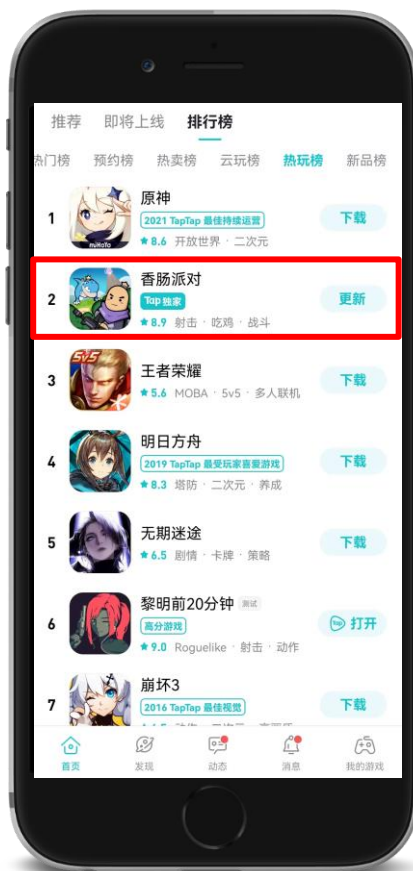 推荐 即将上线 排行榜
热门榜 预约榜 热卖榜 云玩榜 热玩榜 新品榜
1
原神
2021 TapTap 最佳持续运营
8.6 开放世界 · 二次元
下载
miHoYo
2
香肠派对
Tap独家
8.9 射击 · 吃鸡 · 战斗
更新
3
5v5
王者荣耀
5.6 MOBA · 5v5 · 多人联机
下载
4
明日方舟
2019 TapTap 最受玩家喜爱游戏
8.3 塔防 · 二次元 · 养成
下载
5
无期迷途
6.5 剧情 · 卡牌 · 策略
下载
6
黎明前20分钟 测试
高分游戏
9.0 Roguelike · 射击 · 动作
Tap 打开
7
崩坏3
2016 TapTap 最佳视觉
下载
首页 发现 动态 消息 我的游戏